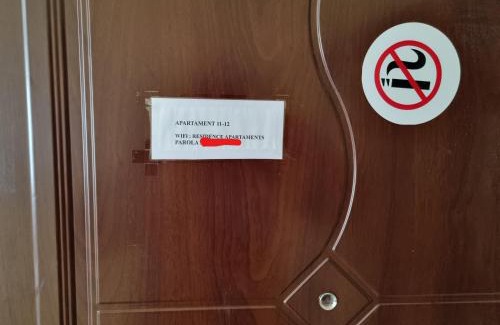 APARTAMENT 11-12
WIFI : RESIDENCE APARTAMENTS
PAROLA